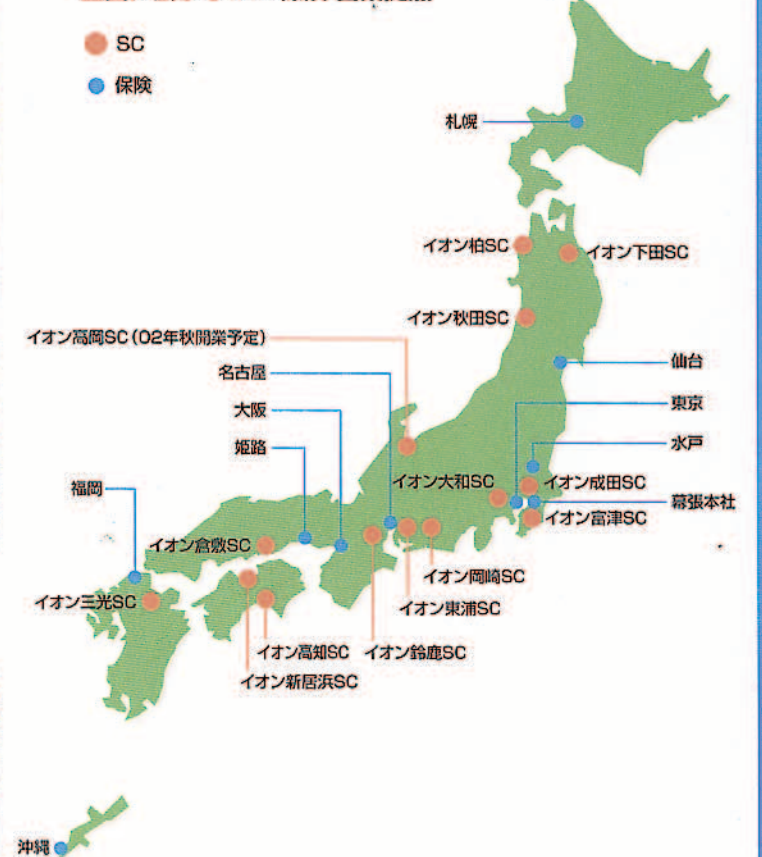 SC
保険
札幌
イオン柏SC
イオン下田SC
イオン秋田SC
イオン高岡SC(02年秋開業予定)
仙台
名古屋
東京
大阪
水戸
姫路
イオン大和SC
イオン成田SC
福岡
幕張本社
イオン富津SC
イオン倉敷SC
イオン岡崎SC
イオン三光SC
イオン東浦SC
イオン高知SC
イオン鈴鹿SC
イオン新居浜SC
沖縄